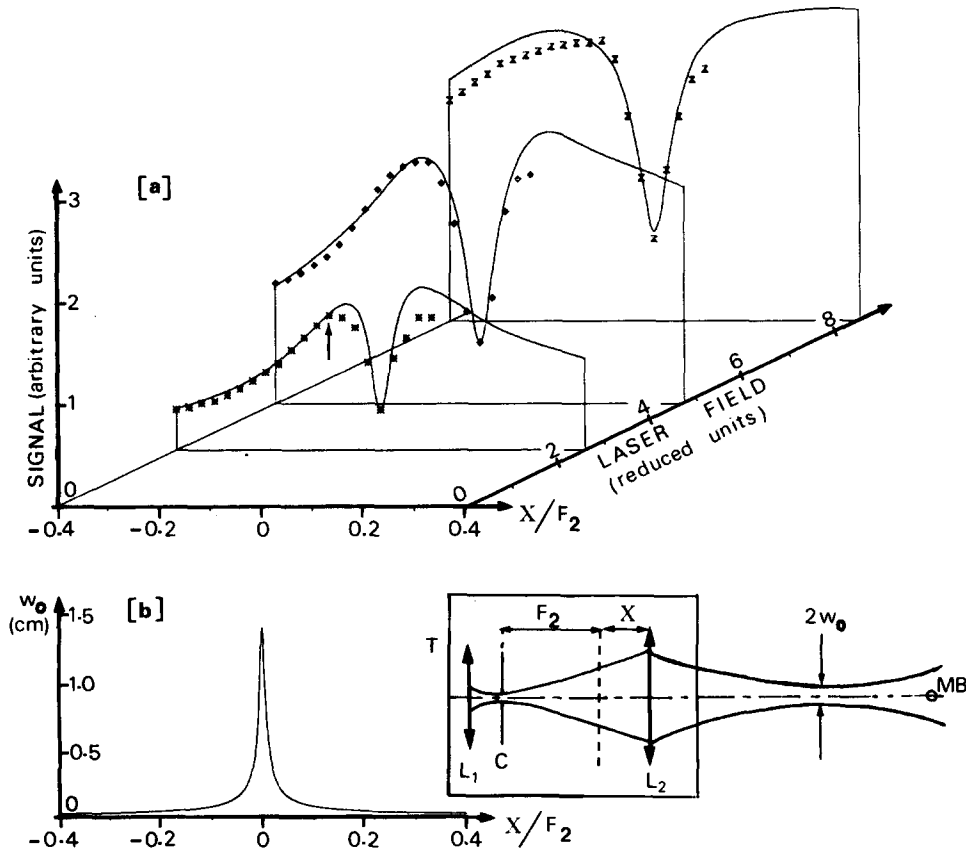 [a]
SIGNAL (arbitrary units)
3
2
1
0
-0.4 -0.2 0 0.2 0.4 X/F2
0 2 4 6 8
LASER FIELD
(reduced units)
[b]
w0
(cm)
1.5
1.0
0.5
0
-0.4 -0.2 0 0.2 0.4 X/F2
T F2 X 2w0
MB
L1 C L2